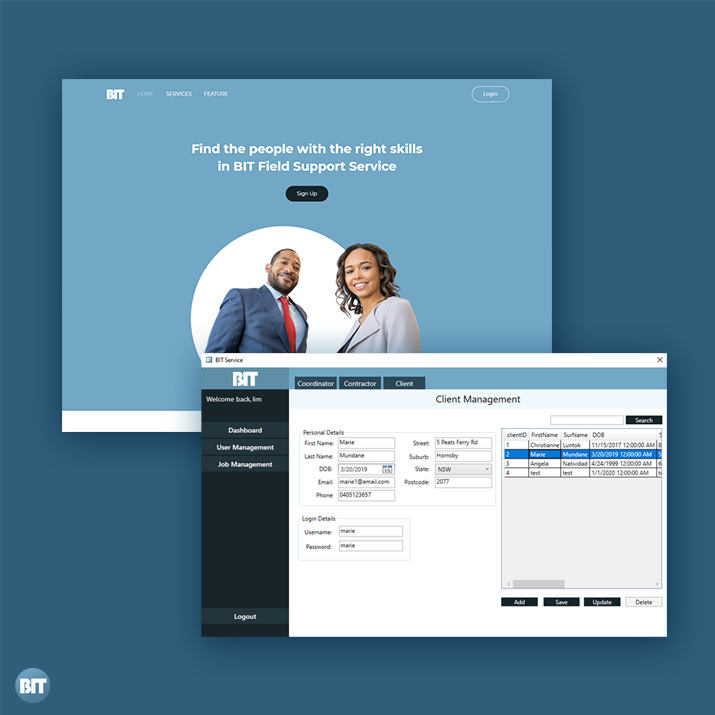 BIT HOME SERVICES FEATURE Login
Find the people with the right skills
in BIT Field Support Service
Sign Up
BIT Service
BIT
Coordinator Contractor Client
Welcome back, lim
Client Management
Search
Dashboard
User Management
Job Management
Logout
Personal Details
First Name: Marie Street: 5 Peats Ferry Rd
Last Name: Mundane Suburb: Hornsby
DOB: 3/20/2019 15 State: NSW
Email: marie1@email.com Postcode: 2077
Phone: 0405123657
Login Details
Username: marie
Password: marie
clientID FirstName SurName DOB S
1 Christianne Luntok 11/15/2017 12:00:00 AM 8
2 Marie Mundane 3/20/2019 12:00:00 AM 5
3 Angela Natividad 4/24/1999 12:00:00 AM 6
4 test test 1/1/2020 12:00:00 AM te
Add Save Update Delete
BIT